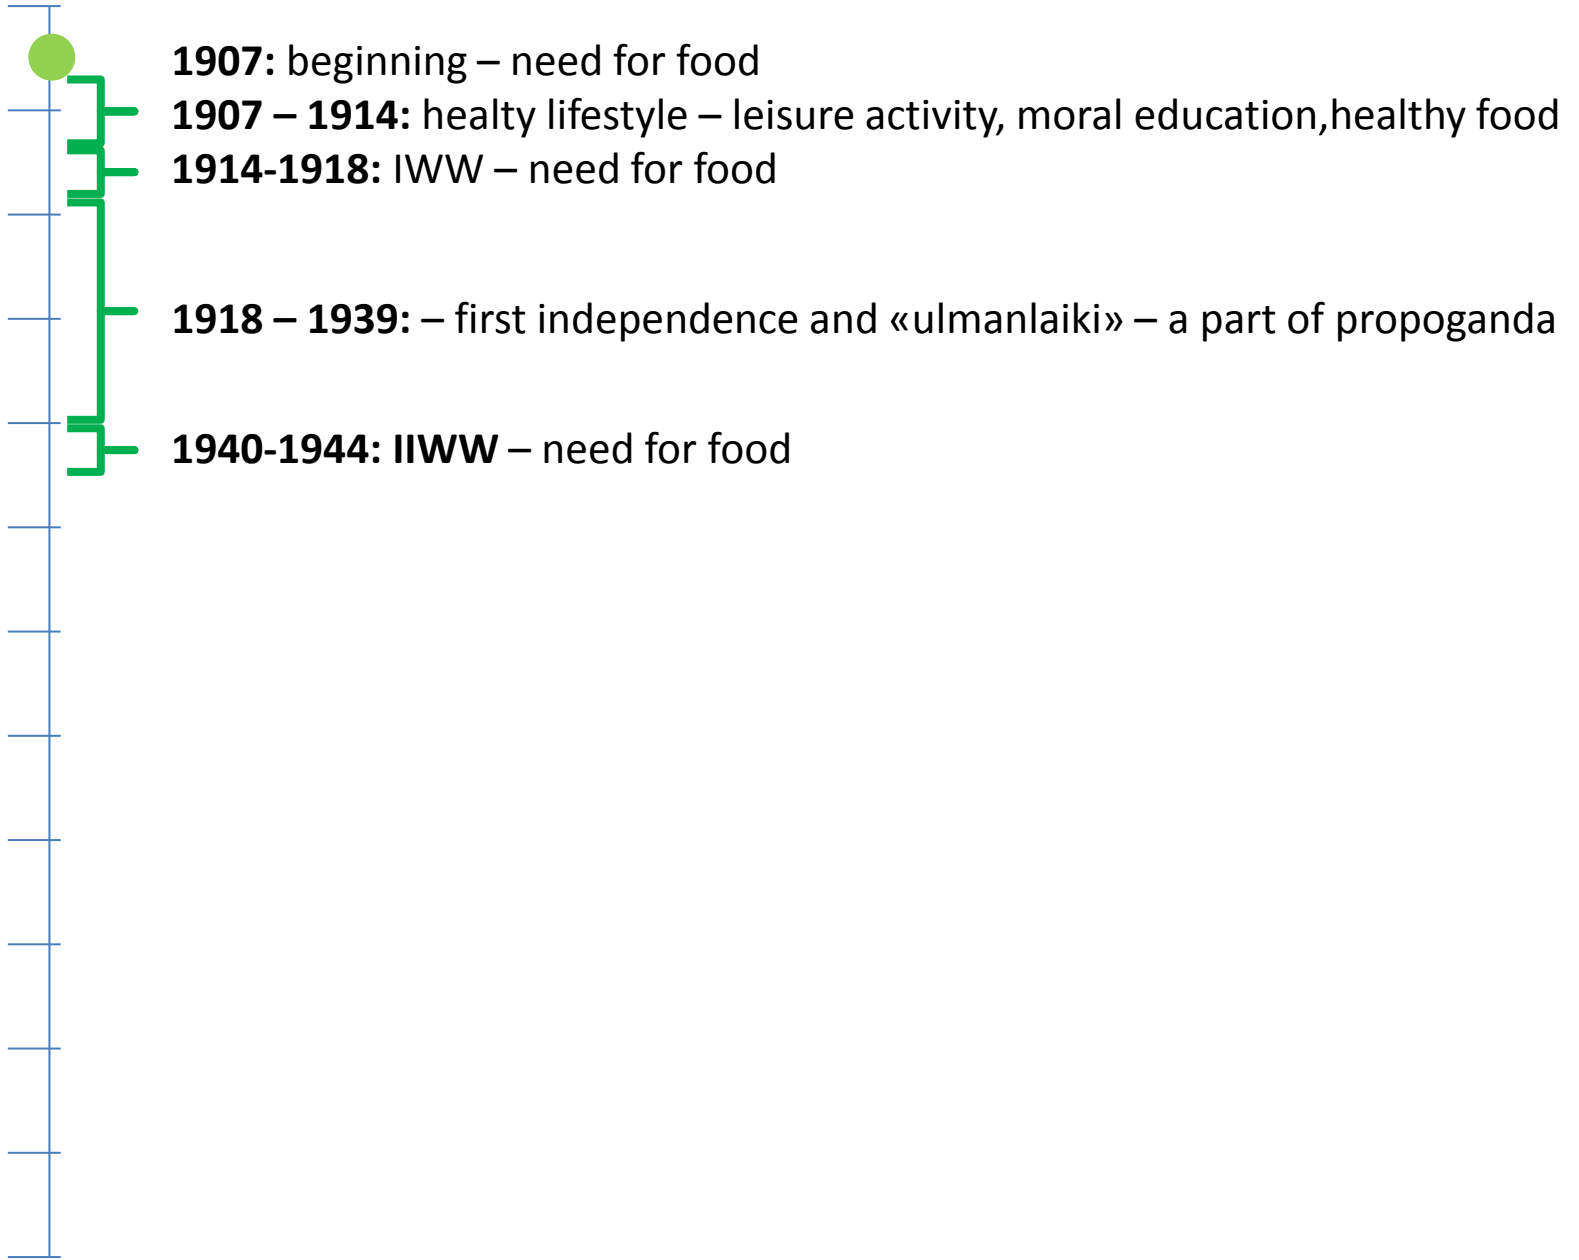 1907: beginning – need for food
1907 – 1914: healty lifestyle – leisure activity, moral education,healthy food
1914-1918: IWW – need for food
1918 – 1939: – first independence and «ulmanlaiki» – a part of propoganda
1940-1944: IIWW – need for food